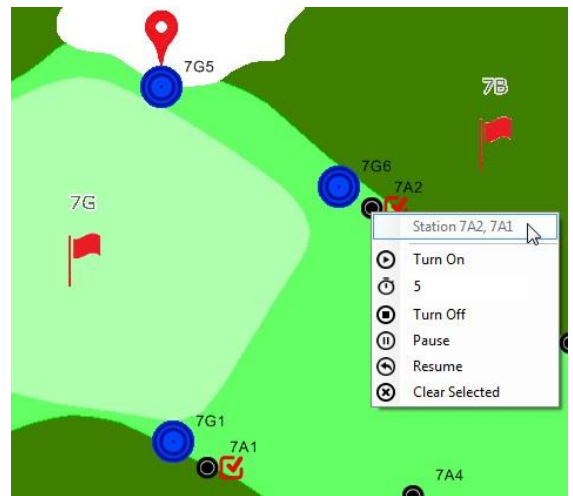 7G5
7B
7G6
7A2
7G
Station 7A2, 7A1
Turn On
5
Turn Off
Pause
Resume
Clear Selected
7G1
7A1
7A4